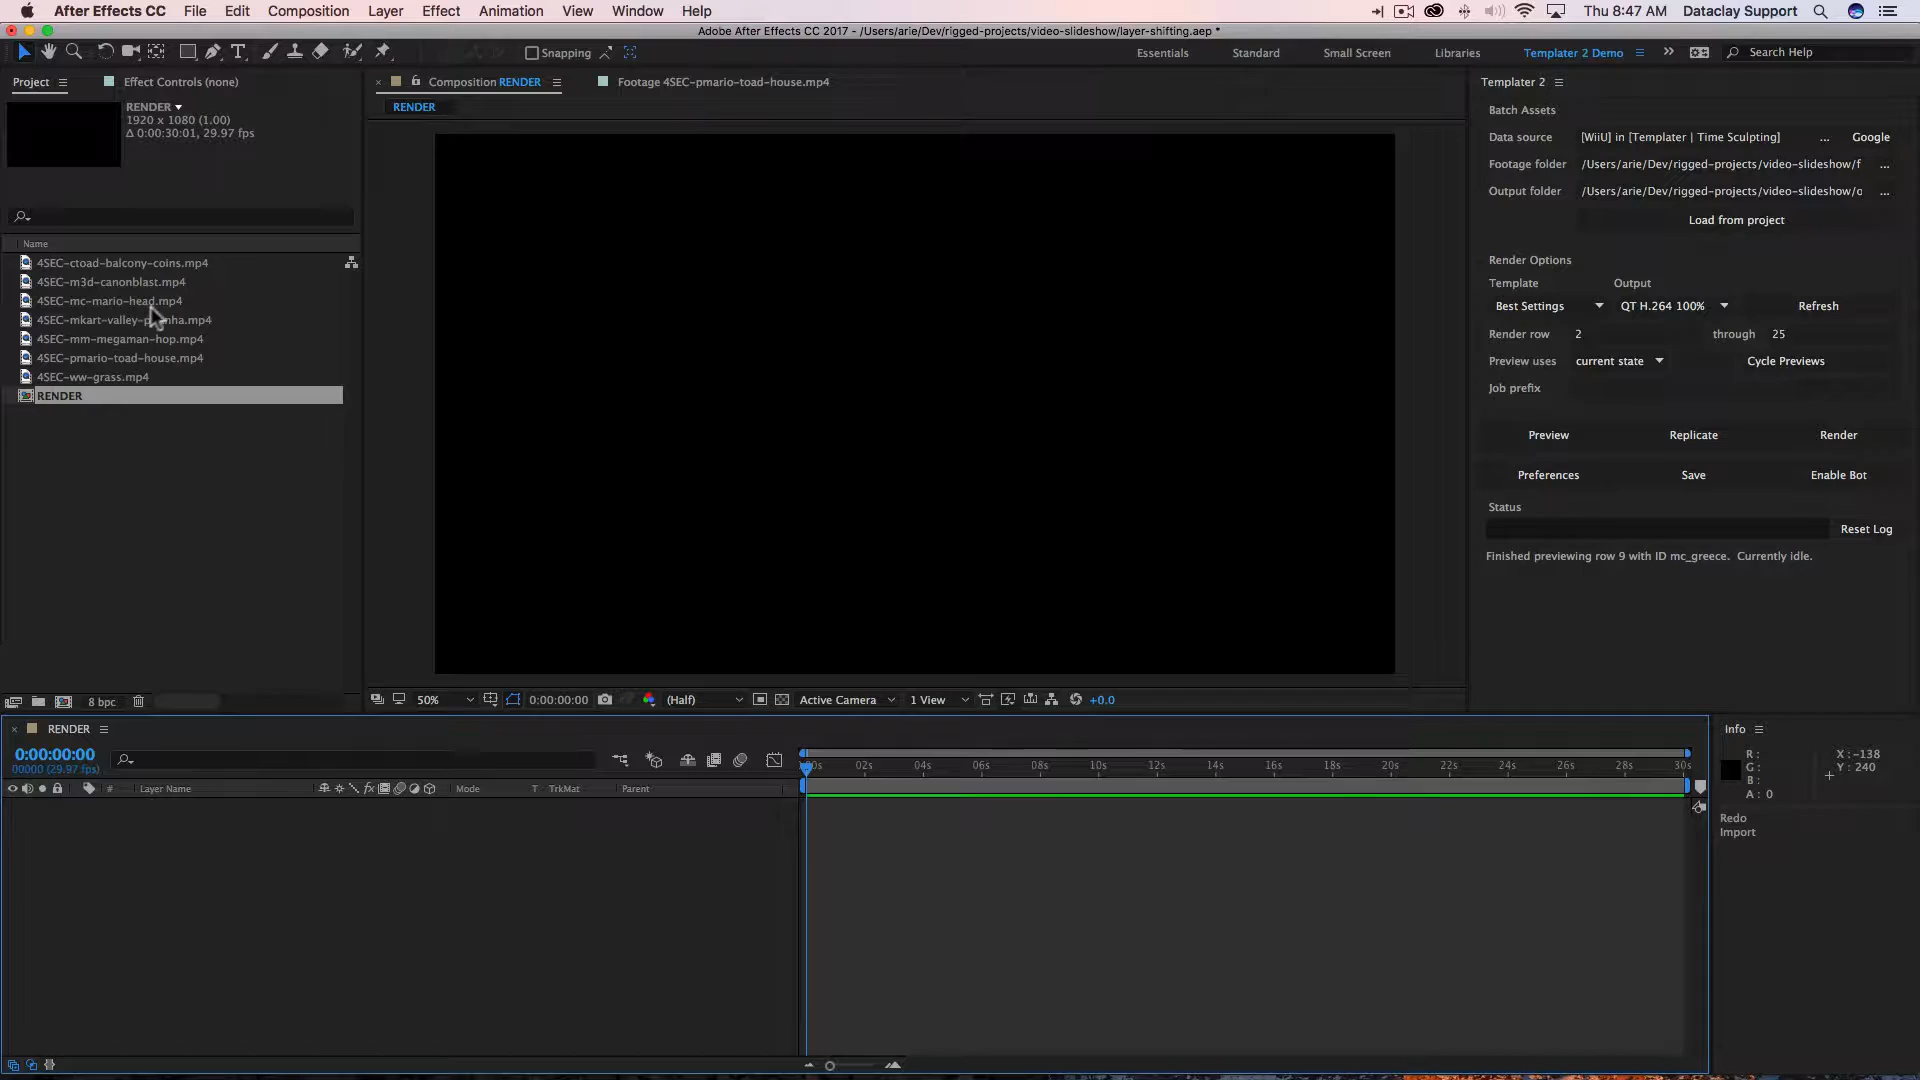 After Effects CC File Edit Composition Layer Effect Animation View Window Help
Thu 8:47 AM Dataclay Support
Adobe After Effects CC 2017 - /Users/arie/Dev/rigged-projects/video-slideshow/layer-shifting.aep *
Snapping
Essentials Standard Small Screen Libraries Templater 2 Demo Search Help
Project Effect Controls (none)
Composition RENDER
Footage 4SEC-pmario-toad-house.mp4
RENDER
1920 x 1080 (1.00)
Δ 0:00:30:01, 29.97 fps
RENDER
Name
4SEC-ctoad-balcony-coins.mp4
4SEC-m3d-canonblast.mp4
4SEC-mc-mario-head.mp4
4SEC-mkart-valley-p nha.mp4
4SEC-mm-megaman-hop.mp4
4SEC-pmario-toad-house.mp4
4SEC-ww-grass.mp4
RENDER
8 bpc
50% 0:00:00:00 (Half) Active Camera 1 View +0.0
Templater 2
Batch Assets
Data source [WiiU] in [Templater | Time Sculpting] ... Google
Footage folder /Users/arie/Dev/rigged-projects/video-slideshow/f ...
Output folder /Users/arie/Dev/rigged-projects/video-slideshow/o ...
Load from project
Render Options
Template Output
Best Settings QT H.264 100% Refresh
Render row 2 through 25
Preview uses current state Cycle Previews
Job prefix
Preview Replicate Render
Preferences Save Enable Bot
Status
Reset Log
Finished previewing row 9 with ID mc_greece. Currently idle.
RENDER
0:00:00:00
00000 (29.97 fps)
# Layer Name fx Mode T TrkMat Parent
00s 02s 04s 06s 08s 10s 12s 14s 16s 18s 20s 22s 24s 26s 28s 30s
Info
R :
G :
B :
A : 0
X : -138
Y : 240
Redo
Import